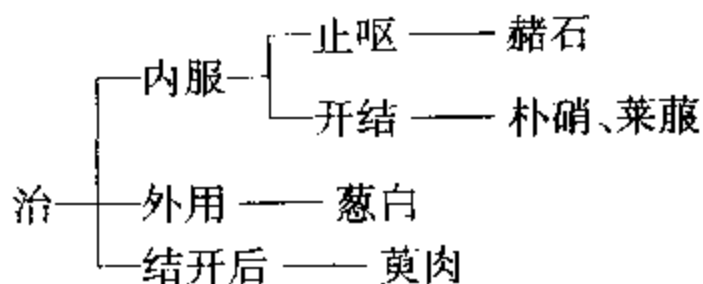 止呕 —— 赭石
内服
开结 —— 朴硝、莱菔
治
外用 —— 葱白
结开后 —— 萸肉